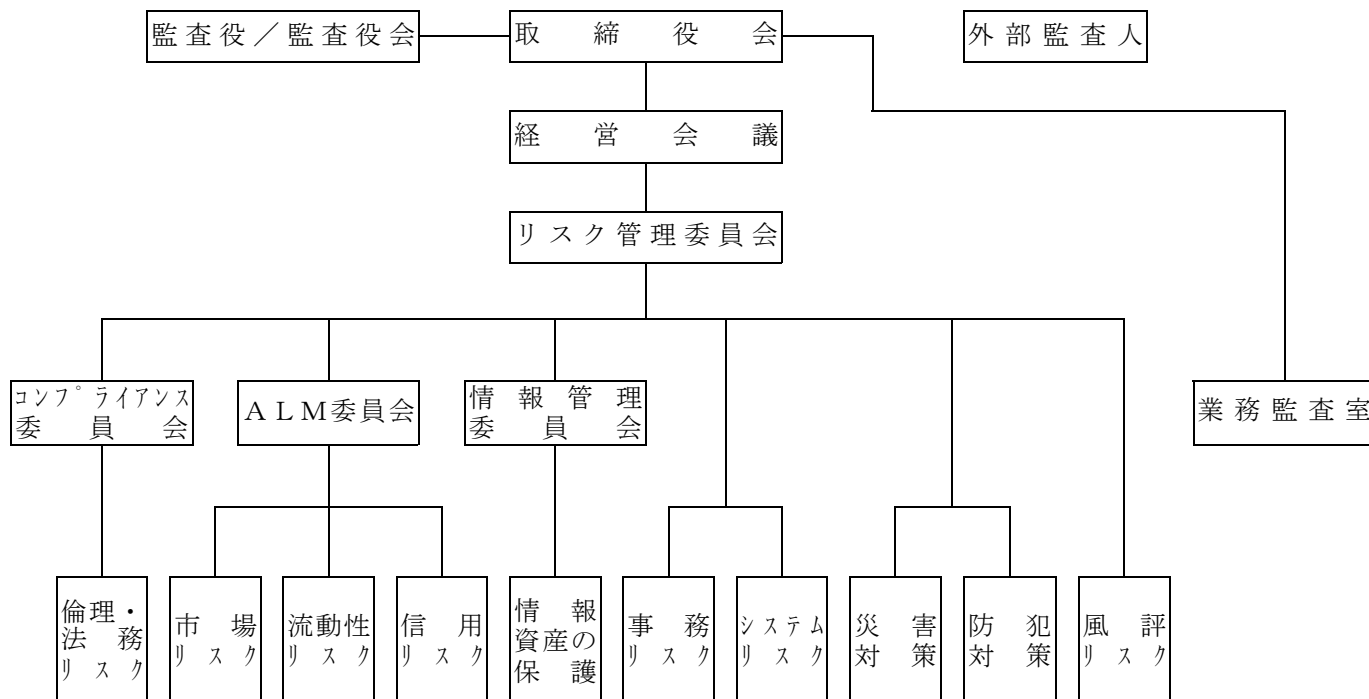 監査役／監査役会
取締役会
外部監査人
経営会議
リスク管理委員会
コンプライアンス
委員会
ALM委員会
情報管理
委員会
業務監査室
倫理・
法務
リスク
市場
リスク
流動性
リスク
信用
リスク
情報
資産の
保護
事務
リスク
システム
リスク
災害
対策
防犯
対策
風評
リスク